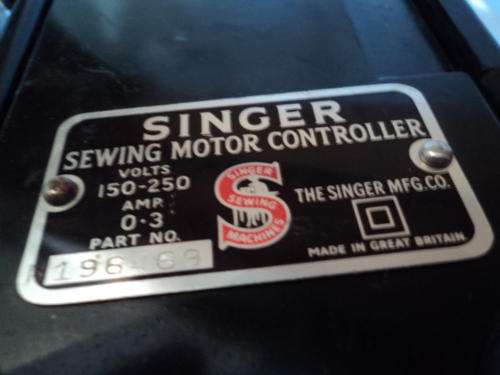 SINGER
SEWING MOTOR CONTROLLER
VOLTS
150-250
AMP.
0·3
PART NO.
SINGER
SEWING
MACHINES
THE SINGER MFG.CO.
MADE IN GREAT BRITAIN